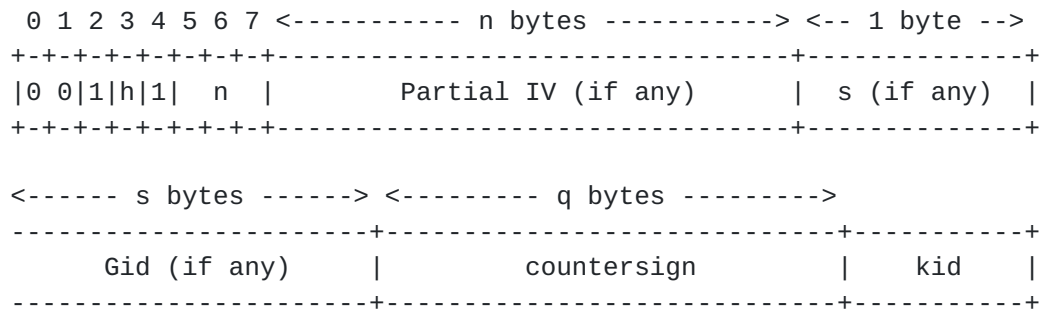 0 1 2 3 4 5 6 7 <----------- n bytes -----------> <-- 1 byte -->
+-+-+-+-+-+-+-+-+---------------------------------+--------------+
|0 0|1|h|1|  n  |        Partial IV (if any)      |  s (if any)  |
+-+-+-+-+-+-+-+-+---------------------------------+--------------+

<------ s bytes ------> <--------- q bytes --------->
-----------------------+-----------------------------+-----------+
      Gid (if any)     |         countersign         |    kid    |
-----------------------+-----------------------------+-----------+